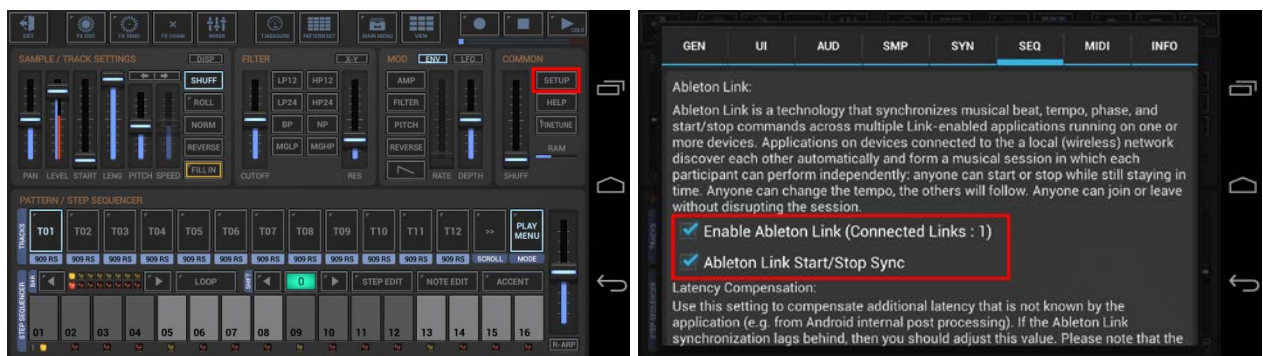 EXIT
FX EDIT
FX SEND
FX CHAIN
MIXER
T.MEASURE
PATTERN SET
MAIN MENU
VIEW
SAMPLE / TRACK SETTINGS
DISP
FILTER
X-Y
MOD
ENV
LFO
COMMON
SHUFF
LP12
HP12
AMP
SETUP
ROLL
LP24
HP24
FILTER
HELP
NORM
BP
NP
PITCH
FINETUNE
REVERSE
MGLP
MGHP
REVERSE
RAM
FILL IN
PAN
LEVEL
START
LENG
PITCH
SPEED
CUTOFF
RES
RATE
DEPTH
SHUFF
PATTERN / STEP SEQUENCER
TRACKS
T01
T02
T03
T04
T05
T06
T07
T08
T09
T10
T11
T12
>>
PLAY
MENU
909 RS
909 RS
909 RS
909 RS
909 RS
909 RS
909 RS
909 RS
909 RS
909 RS
909 RS
909 RS
SCROLL
MODE
BAR
LOOP
SHIFT
0
STEP EDIT
NOTE EDIT
ACCENT
STEP SEQUENCER
01
02
03
04
05
06
07
08
09
10
11
12
13
14
15
16
R-ARP
GEN
UI
AUD
SMP
SYN
SEQ
MIDI
INFO
Ableton Link:
Ableton Link is a technology that synchronizes musical beat, tempo, phase, and
start/stop commands across multiple Link-enabled applications running on one or
more devices. Applications on devices connected to the a local (wireless) network
discover each other automatically and form a musical session in which each
participant can perform independently: anyone can start or stop while still staying in
time. Anyone can change the tempo, the others will follow. Anyone can join or leave
without disrupting the session.
Enable Ableton Link (Connected Links : 1)
Ableton Link Start/Stop Sync
Latency Compensation:
Use this setting to compensate additional latency that is not known by the
application (e.g. from Android internal post processing). If the Ableton Link
synchronization lags behind, then you should adjust this value. Please note that the